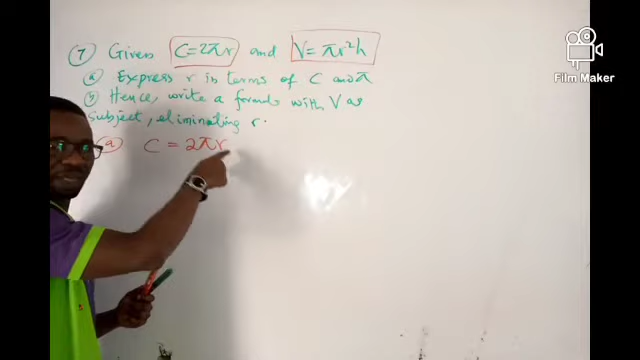 7 Given C = 2πr and V = πr²h
a Express r in terms of C and π
b Hence, write a formula with V as
subject, eliminating r.
a C = 2πr
Film Maker